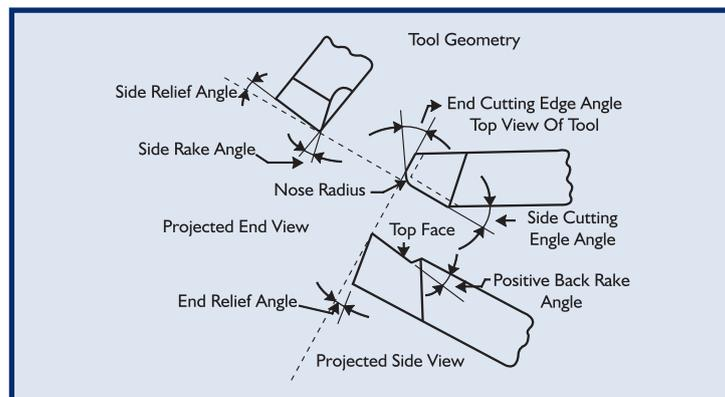 Tool Geometry
Side Relief Angle
End Cutting Edge Angle
Top View Of Tool
Side Rake Angle
Nose Radius
Projected End View
Top Face
Side Cutting
Engle Angle
Positive Back Rake
Angle
End Relief Angle
Projected Side View